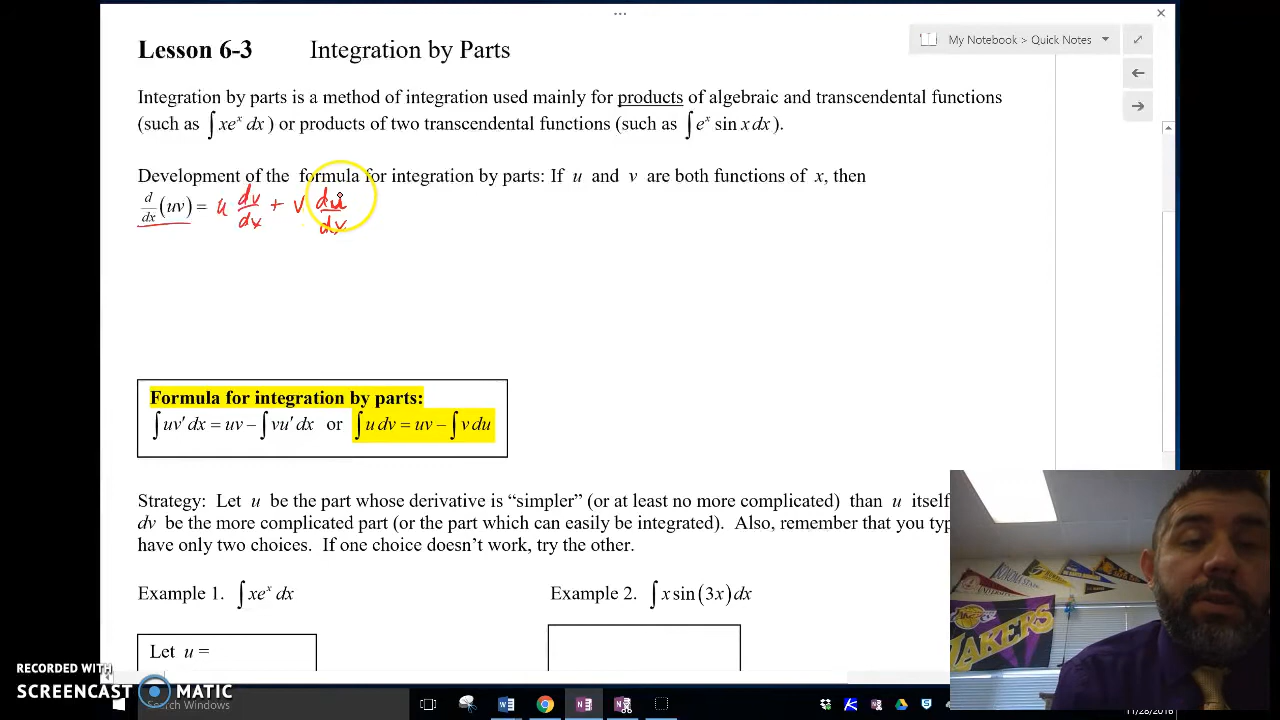 My Notebook > Quick Notes
Lesson 6-3 Integration by Parts
Integration by parts is a method of integration used mainly for products of algebraic and transcendental functions
(such as ∫xeˣ dx) or products of two transcendental functions (such as ∫eˣ sin x dx).
Development of the formula for integration by parts: If u and v are both functions of x, then
d/dx (uv) = u dv/dx + v du/dx
Formula for integration by parts:
∫uv′ dx = uv − ∫vu′ dx or ∫u dv = uv − ∫v du
Strategy: Let u be the part whose derivative is “simpler” (or at least no more complicated) than u itself
dv be the more complicated part (or the part which can easily be integrated). Also, remember that you typ
have only two choices. If one choice doesn’t work, try the other.
Example 1. ∫xeˣ dx Example 2. ∫x sin(3x) dx
Let u =
LAKERS
RECORDED WITH
SCREENCAST MATIC
Search Windows
11/28/2016